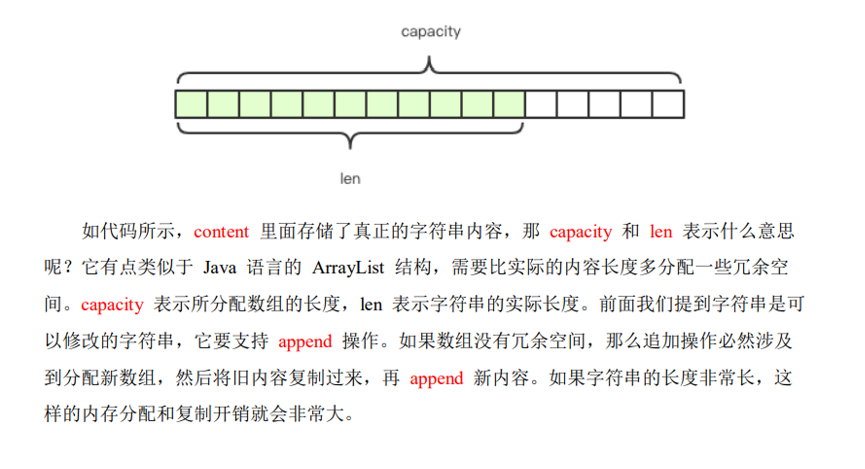 capacity
len
如代码所示，content 里面存储了真正的字符串内容，那 capacity 和 len 表示什么意思
呢？它有点类似于 Java 语言的 ArrayList 结构，需要比实际的内容长度多分配一些冗余空
间。capacity 表示所分配数组的长度，len 表示字符串的实际长度。前面我们提到字符串是可
以修改的字符串，它要支持 append 操作。如果数组没有冗余空间，那么追加操作必然涉及
到分配新数组，然后将旧内容复制过来，再 append 新内容。如果字符串的长度非常长，这
样的内存分配和复制开销就会非常大。